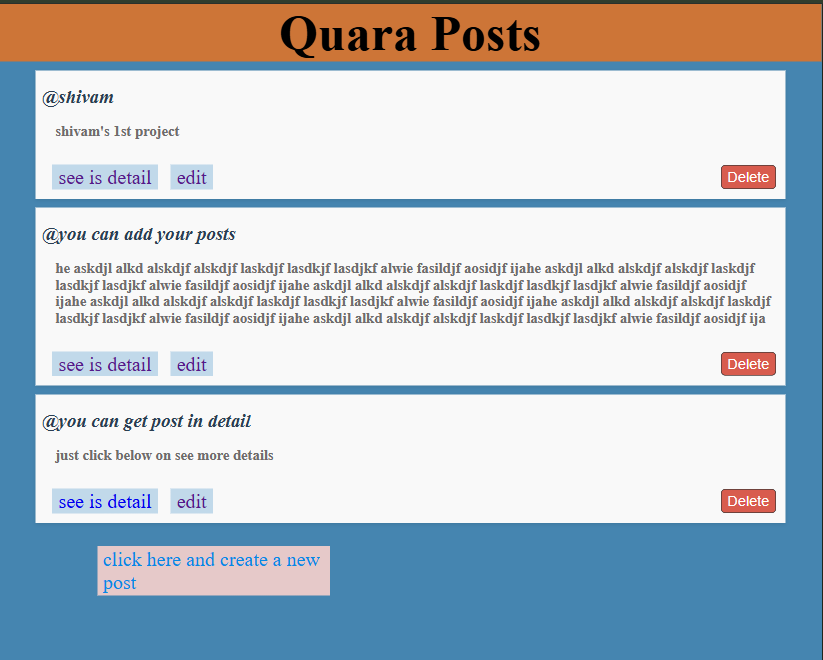 Quara Posts
@shivam
shivam's 1st project
see is detail edit Delete
@you can add your posts
he askdjl alkd alskdjf alskdjf laskdjf lasdkjf lasdjkf alwie fasildjf aosidjf ijahe askdjl alkd alskdjf alskdjf laskdjf
lasdkjf lasdjkf alwie fasildjf aosidjf ijahe askdjl alkd alskdjf alskdjf laskdjf lasdkjf lasdjkf alwie fasildjf aosidjf
ijahe askdjl alkd alskdjf alskdjf laskdjf lasdkjf lasdjkf alwie fasildjf aosidjf ijahe askdjl alkd alskdjf alskdjf laskdjf
lasdkjf lasdjkf alwie fasildjf aosidjf ijahe askdjl alkd alskdjf alskdjf laskdjf lasdkjf lasdjkf alwie fasildjf aosidjf ija
see is detail edit Delete
@you can get post in detail
just click below on see more details
see is detail edit Delete
click here and create a new
post